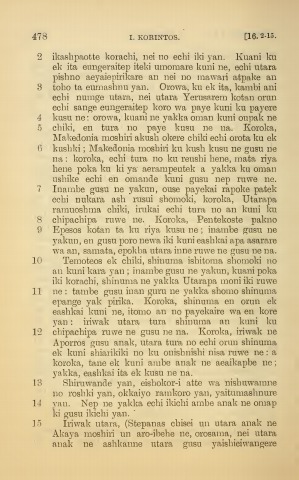 478 I. KORINTOS. [16. 2-15.
2 ikashpaotte korachi, nei no echi iki yan. Kuani ku
ek ita eungeraitep iteki unomare kuni ne, echi utara
pishno aeyaiepirikare an nei no mawari atpake an
3 toho ta eumashnu yan. Orowa, ku ek ita, kambi ani
echi numge utara, nei utara Yerusarem kotan orun
echi sange eungeraitep koro wa paye kuni ku payere
4 kusu ne: orowa, kuani ne yakka oman kuni onpak ne
5 chiki, en tura no paye kusu ne na. Koroka,
Makedonia moshiri ku akush okere chiki echi orota ku ek
6 kushki; Makedonia moshiri ku kush kusu ne gusu ne
na: koroka, echi tura no ku reushi hene, mata riya
hene poka ku ki ya aerampeutek a yakka ku oman
ushike echi en omande kuni gusu nep ruwe ne.
7 Inambe gusu ne yakun, ouse payekai rapoke patek
echi nukara ash rusui shomoki, koroka, Utarapa
ramuoshma chiki, irukai echi tura no an kuni ku
8 chipachipa ruwe ne. Koroka, Pentekoste pakno
9 Epesos kotan ta ku riya kusu ne; inambe gusu ne
yakun, en gusu poro newa iki kuni eashkai apa asarare
wa an, samata, epokba utara inne ruwe ne gusu ne na.
10 Temoteos ek chiki, shinuma ishitoma shomoki no
an kuni kara yan; inambe gusu ne yakun, kuani poka
iki korachi, shinuma ne yakka Utarapa moni iki ruwe
11 ne: tambe gusu inan guru ne yakka shomo shinuma
epange yak pirika. Koroka, shinuma en orun ek
eashkai kuni ne, itomo an no payekaire wa en kore
yan: iriwak utara tura shinuma an kuni ku
12 chipachipa ruwe ne gusu ne na. Koroka, iriwak ne
Aporros gusu anak, utara tura no echi orun shinuma
ek kuni shiarikiki no ku onishnishi nisa ruwe ne: a
koroka, tane ek kuni ambe anak ne aeaikapbe ne;
yakka, eashkai ita ek kusu ne na.
13 Shiruwande yan, eishokor-i atte wa nishuwanne
no roshki yan, okkaiyo ramkoro yan, yaitumashnure
14 yan. Nep ne yakka echi ikichi ambe anak ne omap
ki gusu ikichi yan.
15 Iriwak utara, (Stepanas chisei un utara anak ne
Akaya moshiri un aro-ibehe ne, orosama, nei utara
anak ne ashkanne utara gusu yaishiciwangere